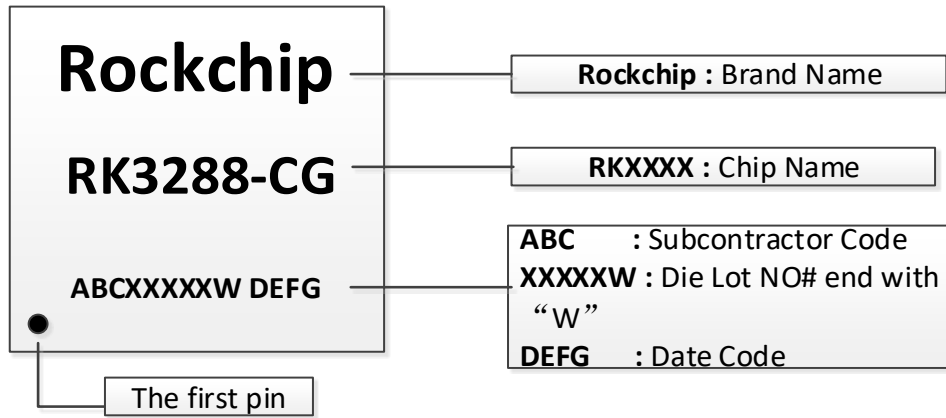 Rockchip
Rockchip : Brand Name
RK3288-CG
RKXXXX : Chip Name
ABCXXXXXW DEFG
ABC : Subcontractor Code
XXXXXW : Die Lot NO# end with
“W”
DEFG : Date Code
The first pin